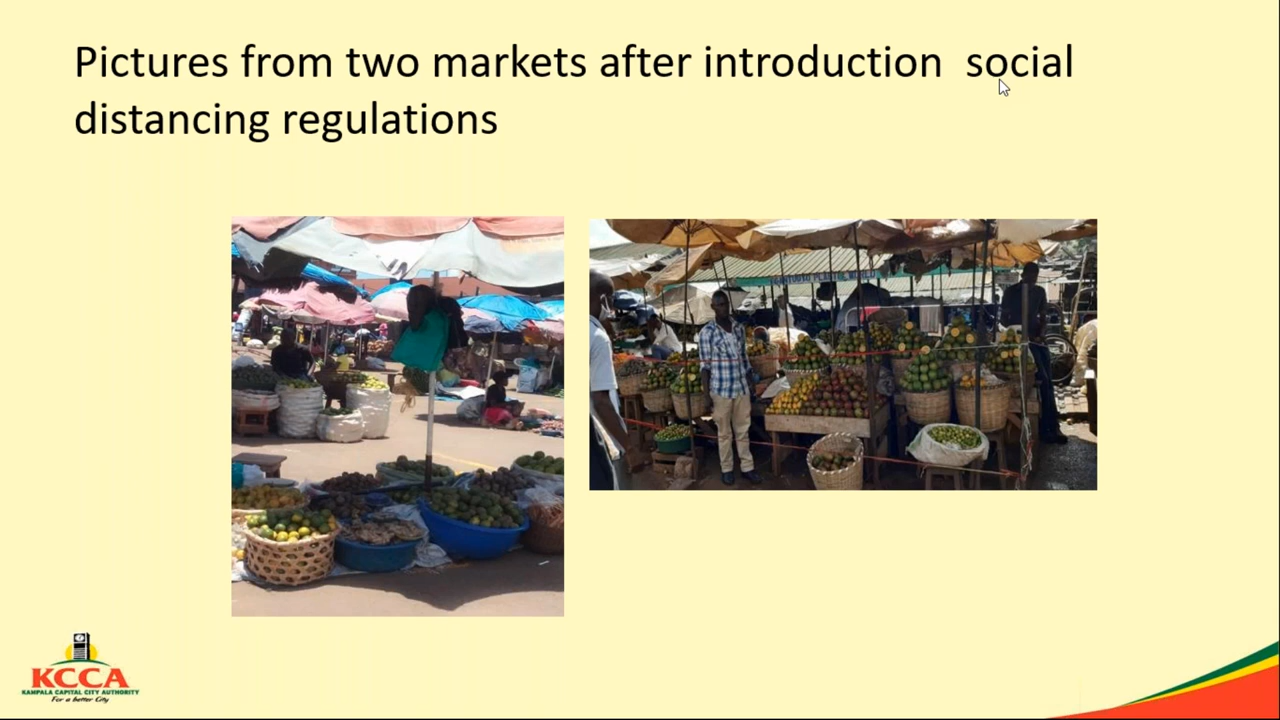 Pictures from two markets after introduction  social
distancing regulations
KCCA
KAMPALA CAPITAL CITY AUTHORITY
For a better City